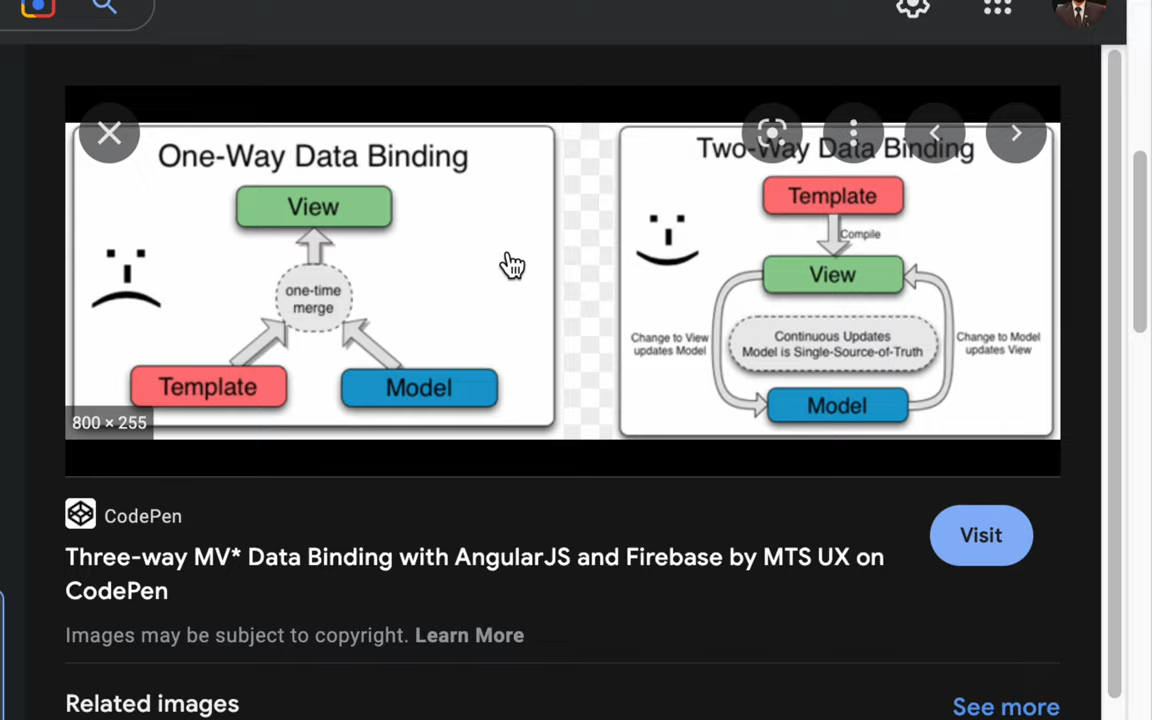 One-Way Data Binding
View
one-time
merge
Template
Model
800 × 255
Two-Way Data Binding
Template
Compile
View
Change to View
updates Model
Continuous Updates
Model is Single-Source-of-Truth
Change to Model
updates View
Model
CodePen
Three-way MV* Data Binding with AngularJS and Firebase by MTS UX on
CodePen
Visit
Images may be subject to copyright. Learn More
Related images
See more